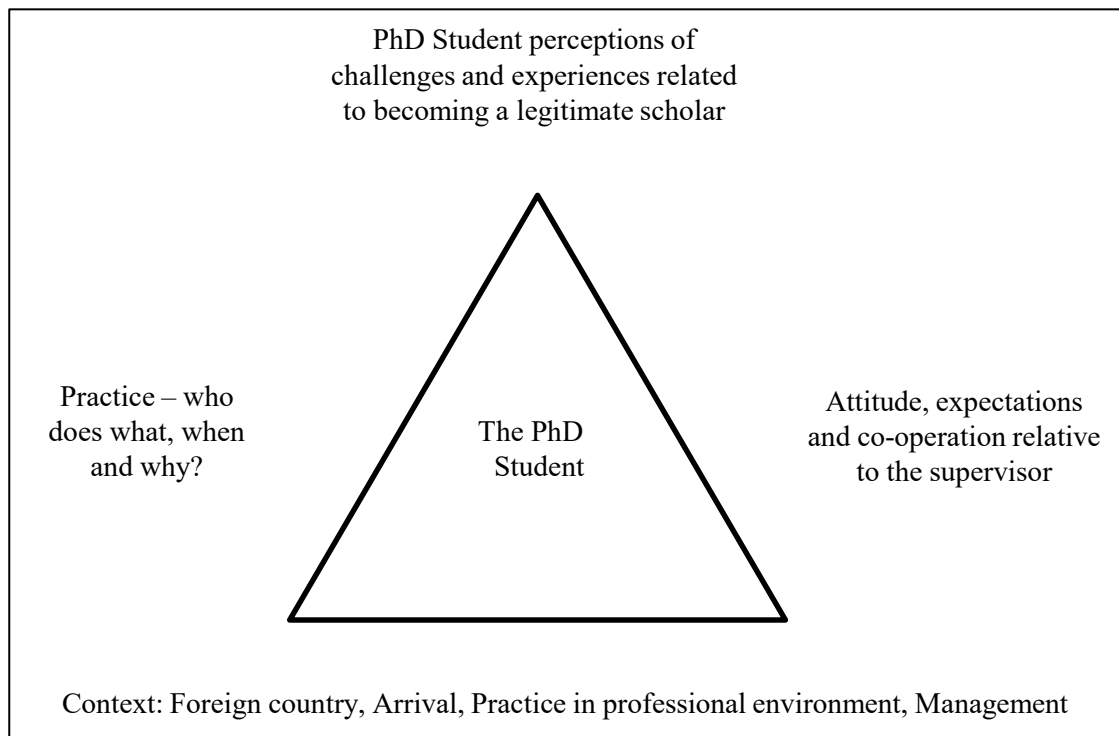 PhD Student perceptions of
challenges and experiences related
to becoming a legitimate scholar
Practice – who
does what, when
and why?
The PhD
Student
Attitude, expectations
and co-operation relative
to the supervisor
Context: Foreign country, Arrival, Practice in professional environment, Management